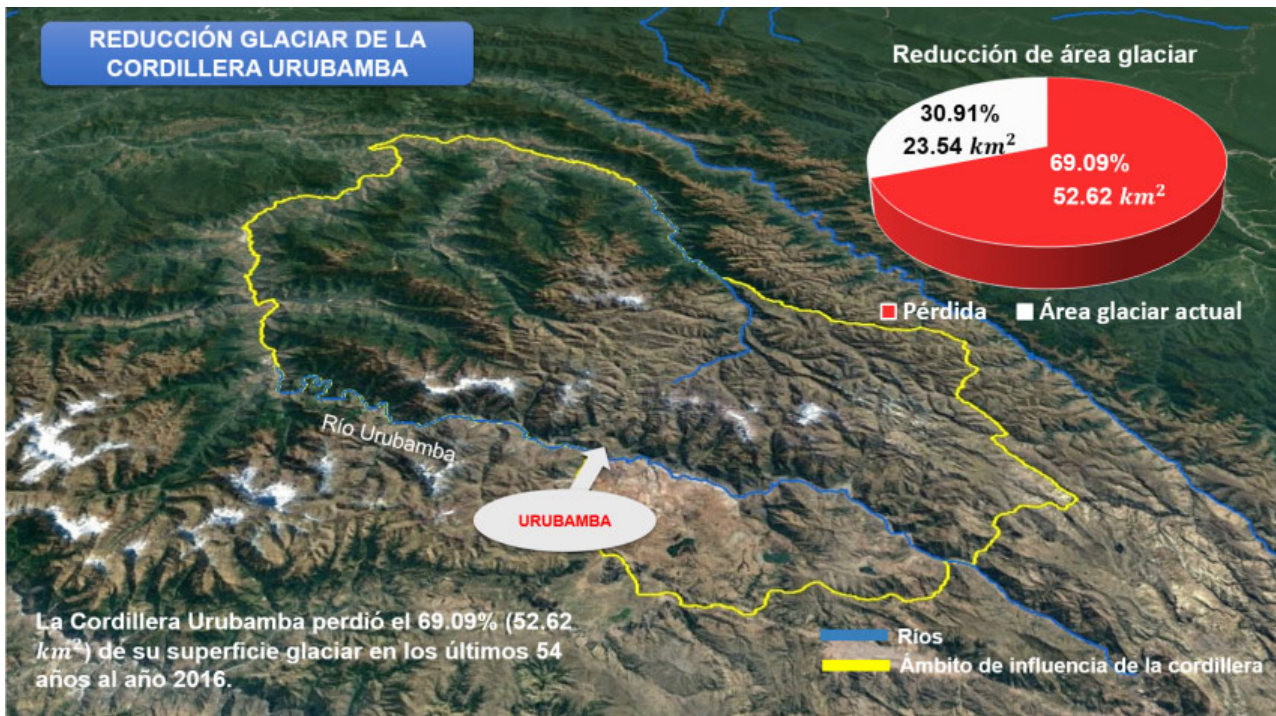 REDUCCIÓN GLACIAR DE LA
CORDILLERA URUBAMBA
Reducción de área glaciar
30.91%
23.54 km²
69.09%
52.62 km²
Pérdida
Área glaciar actual
Río Urubamba
URUBAMBA
La Cordillera Urubamba perdió el 69.09% (52.62
km²) de su superficie glaciar en los últimos 54
años al año 2016.
Ríos
Ámbito de influencia de la cordillera